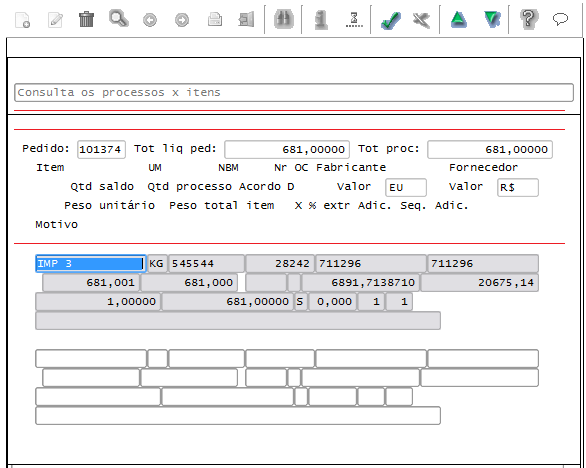 Consulta os processos x itens
Pedido: 101374 Tot liq ped: 681,00000 Tot proc: 681,00000
Item UM NBM Nr OC Fabricante Fornecedor
Qtd saldo Qtd processo Acordo D Valor EU Valor R$
Peso unitário Peso total item X % extr Adic. Seq. Adic.
Motivo
IMP 3 KG 545544 28242 711296 711296
681,001 681,000 6891,7138710 20675,14
1,00000 681,00000 S 0,000 1 1